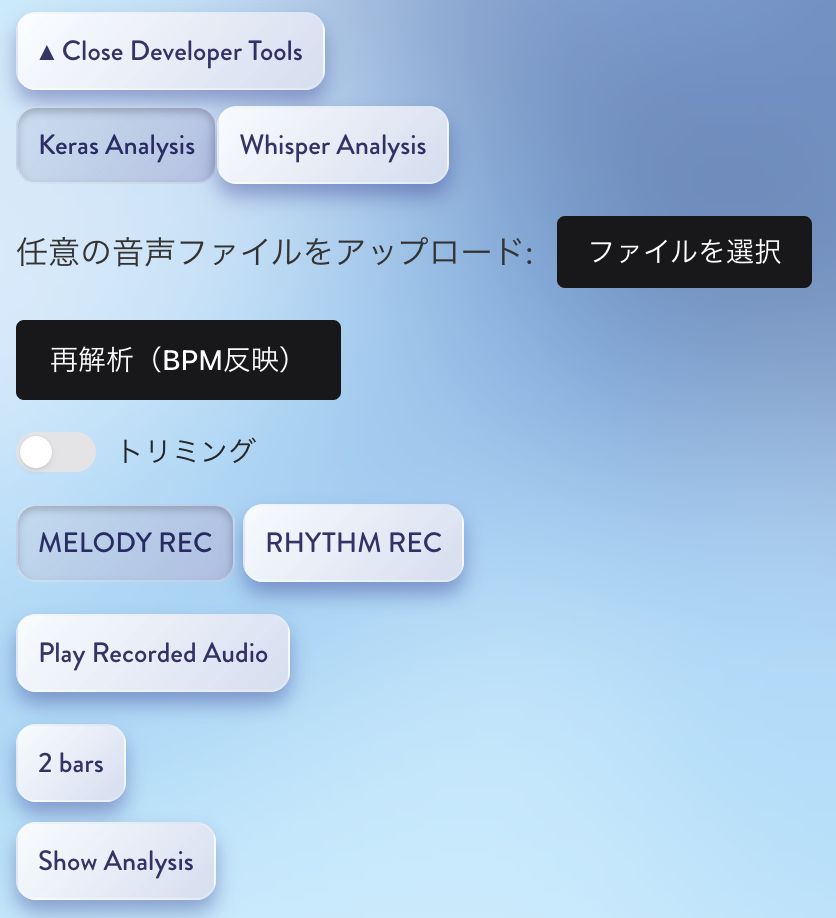 ▲ Close Developer Tools
Keras Analysis Whisper Analysis
任意の音声ファイルをアップロード: ファイルを選択
再解析（BPM反映）
トリミング
MELODY REC RHYTHM REC
Play Recorded Audio
2 bars
Show Analysis